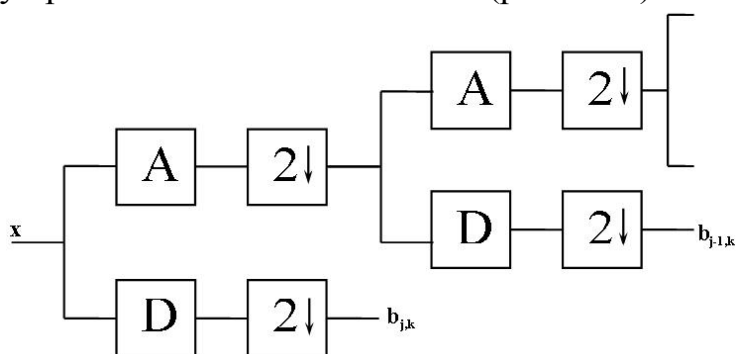 A 2↓
A 2↓
x
D 2↓ b_{j-1,k}
D 2↓ b_{j,k}